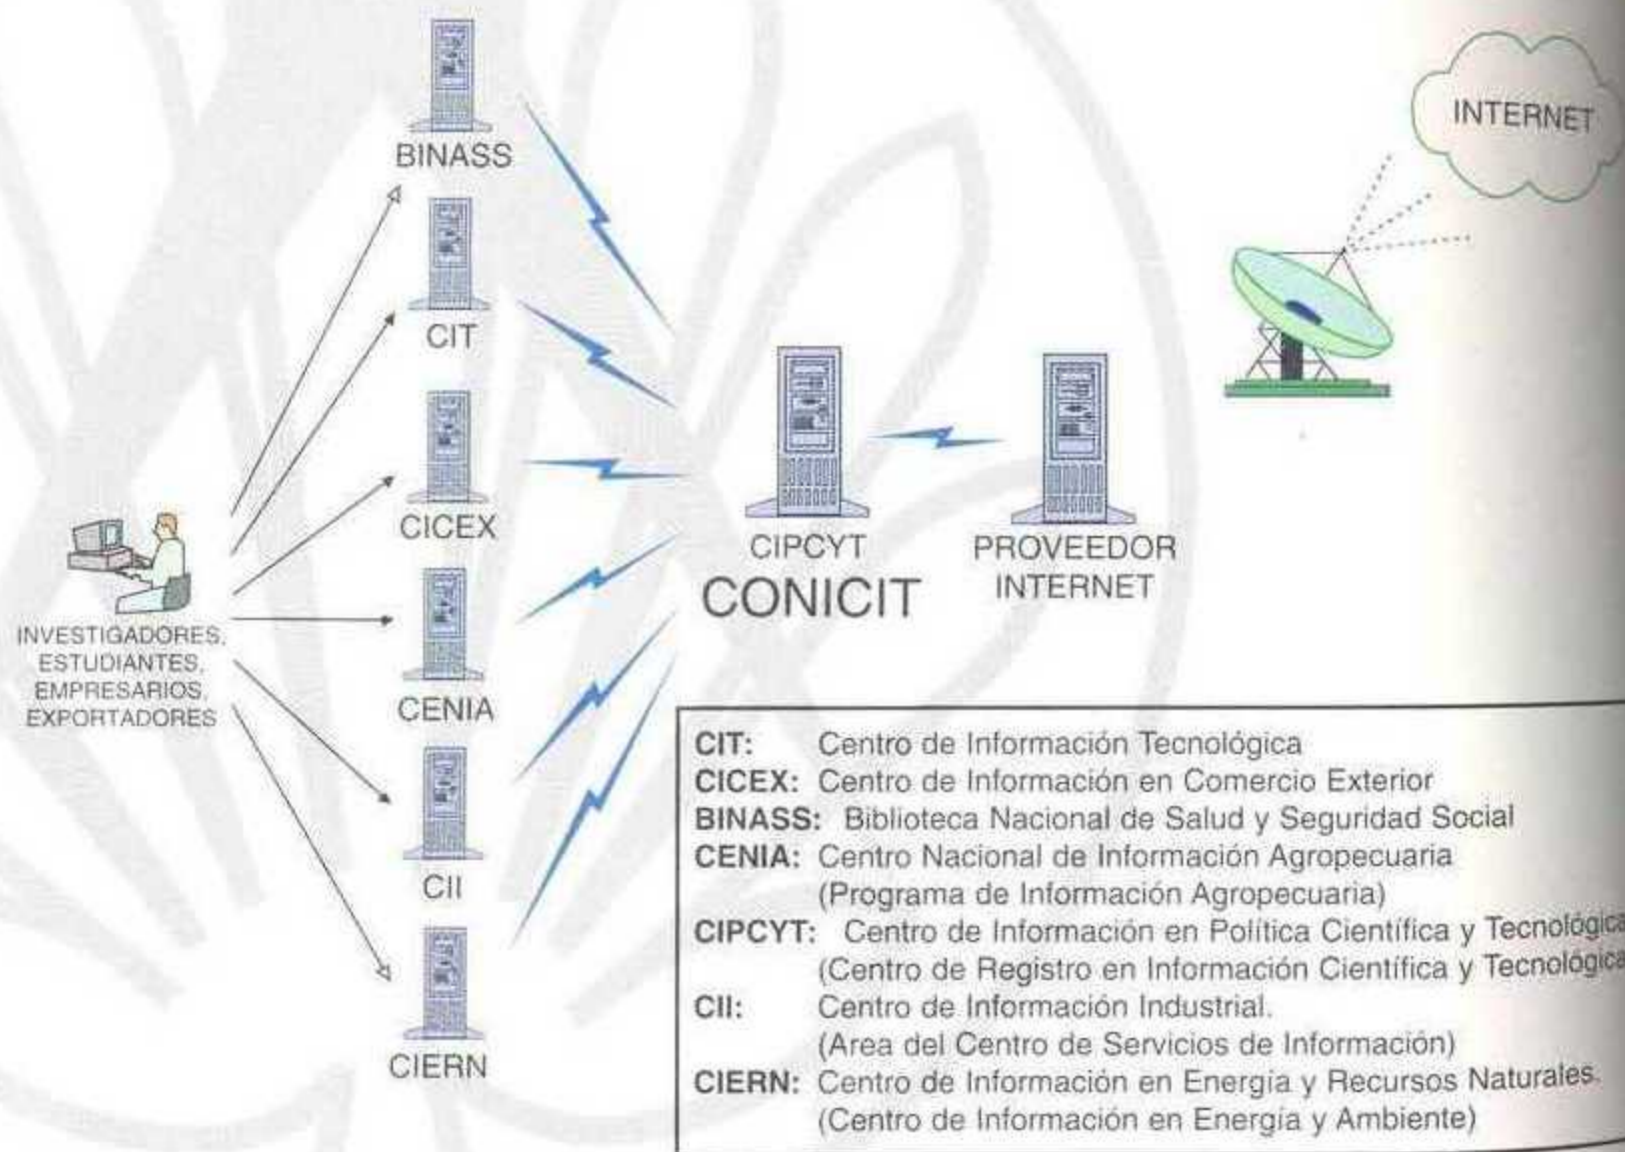 BINASS
CIT
CICEX
CENIA
CII
CIERN
INVESTIGADORES,
ESTUDIANTES,
EMPRESARIOS,
EXPORTADORES
CIPCYT
CONICIT
PROVEEDOR
INTERNET
INTERNET
CIT: Centro de Información Tecnológica
CICEX: Centro de Información en Comercio Exterior
BINASS: Biblioteca Nacional de Salud y Seguridad Social
CENIA: Centro Nacional de Información Agropecuaria
(Programa de Información Agropecuaria)
CIPCYT: Centro de Información en Política Científica y Tecnológica
(Centro de Registro en Información Científica y Tecnológica
CII: Centro de Información Industrial.
(Area del Centro de Servicios de Información)
CIERN: Centro de Información en Energía y Recursos Naturales.
(Centro de Información en Energía y Ambiente)